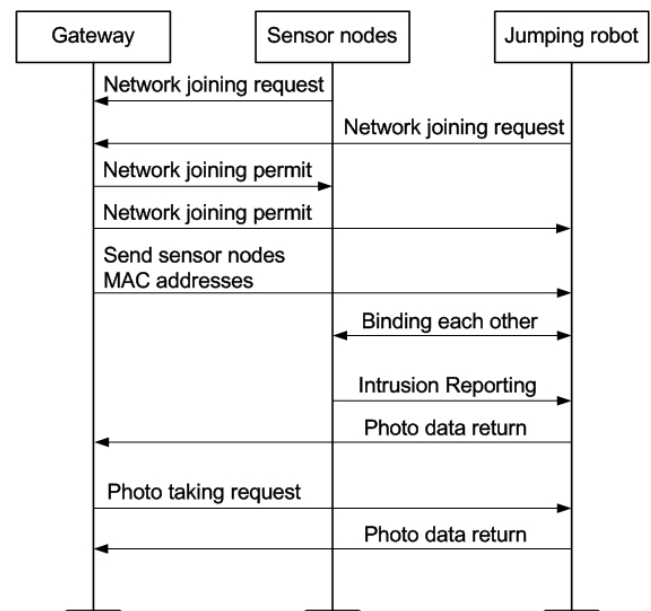 Gateway
Sensor nodes
Jumping robot
Network joining request
Network joining request
Network joining permit
Network joining permit
Send sensor nodes
MAC addresses
Binding each other
Intrusion Reporting
Photo data return
Photo taking request
Photo data return